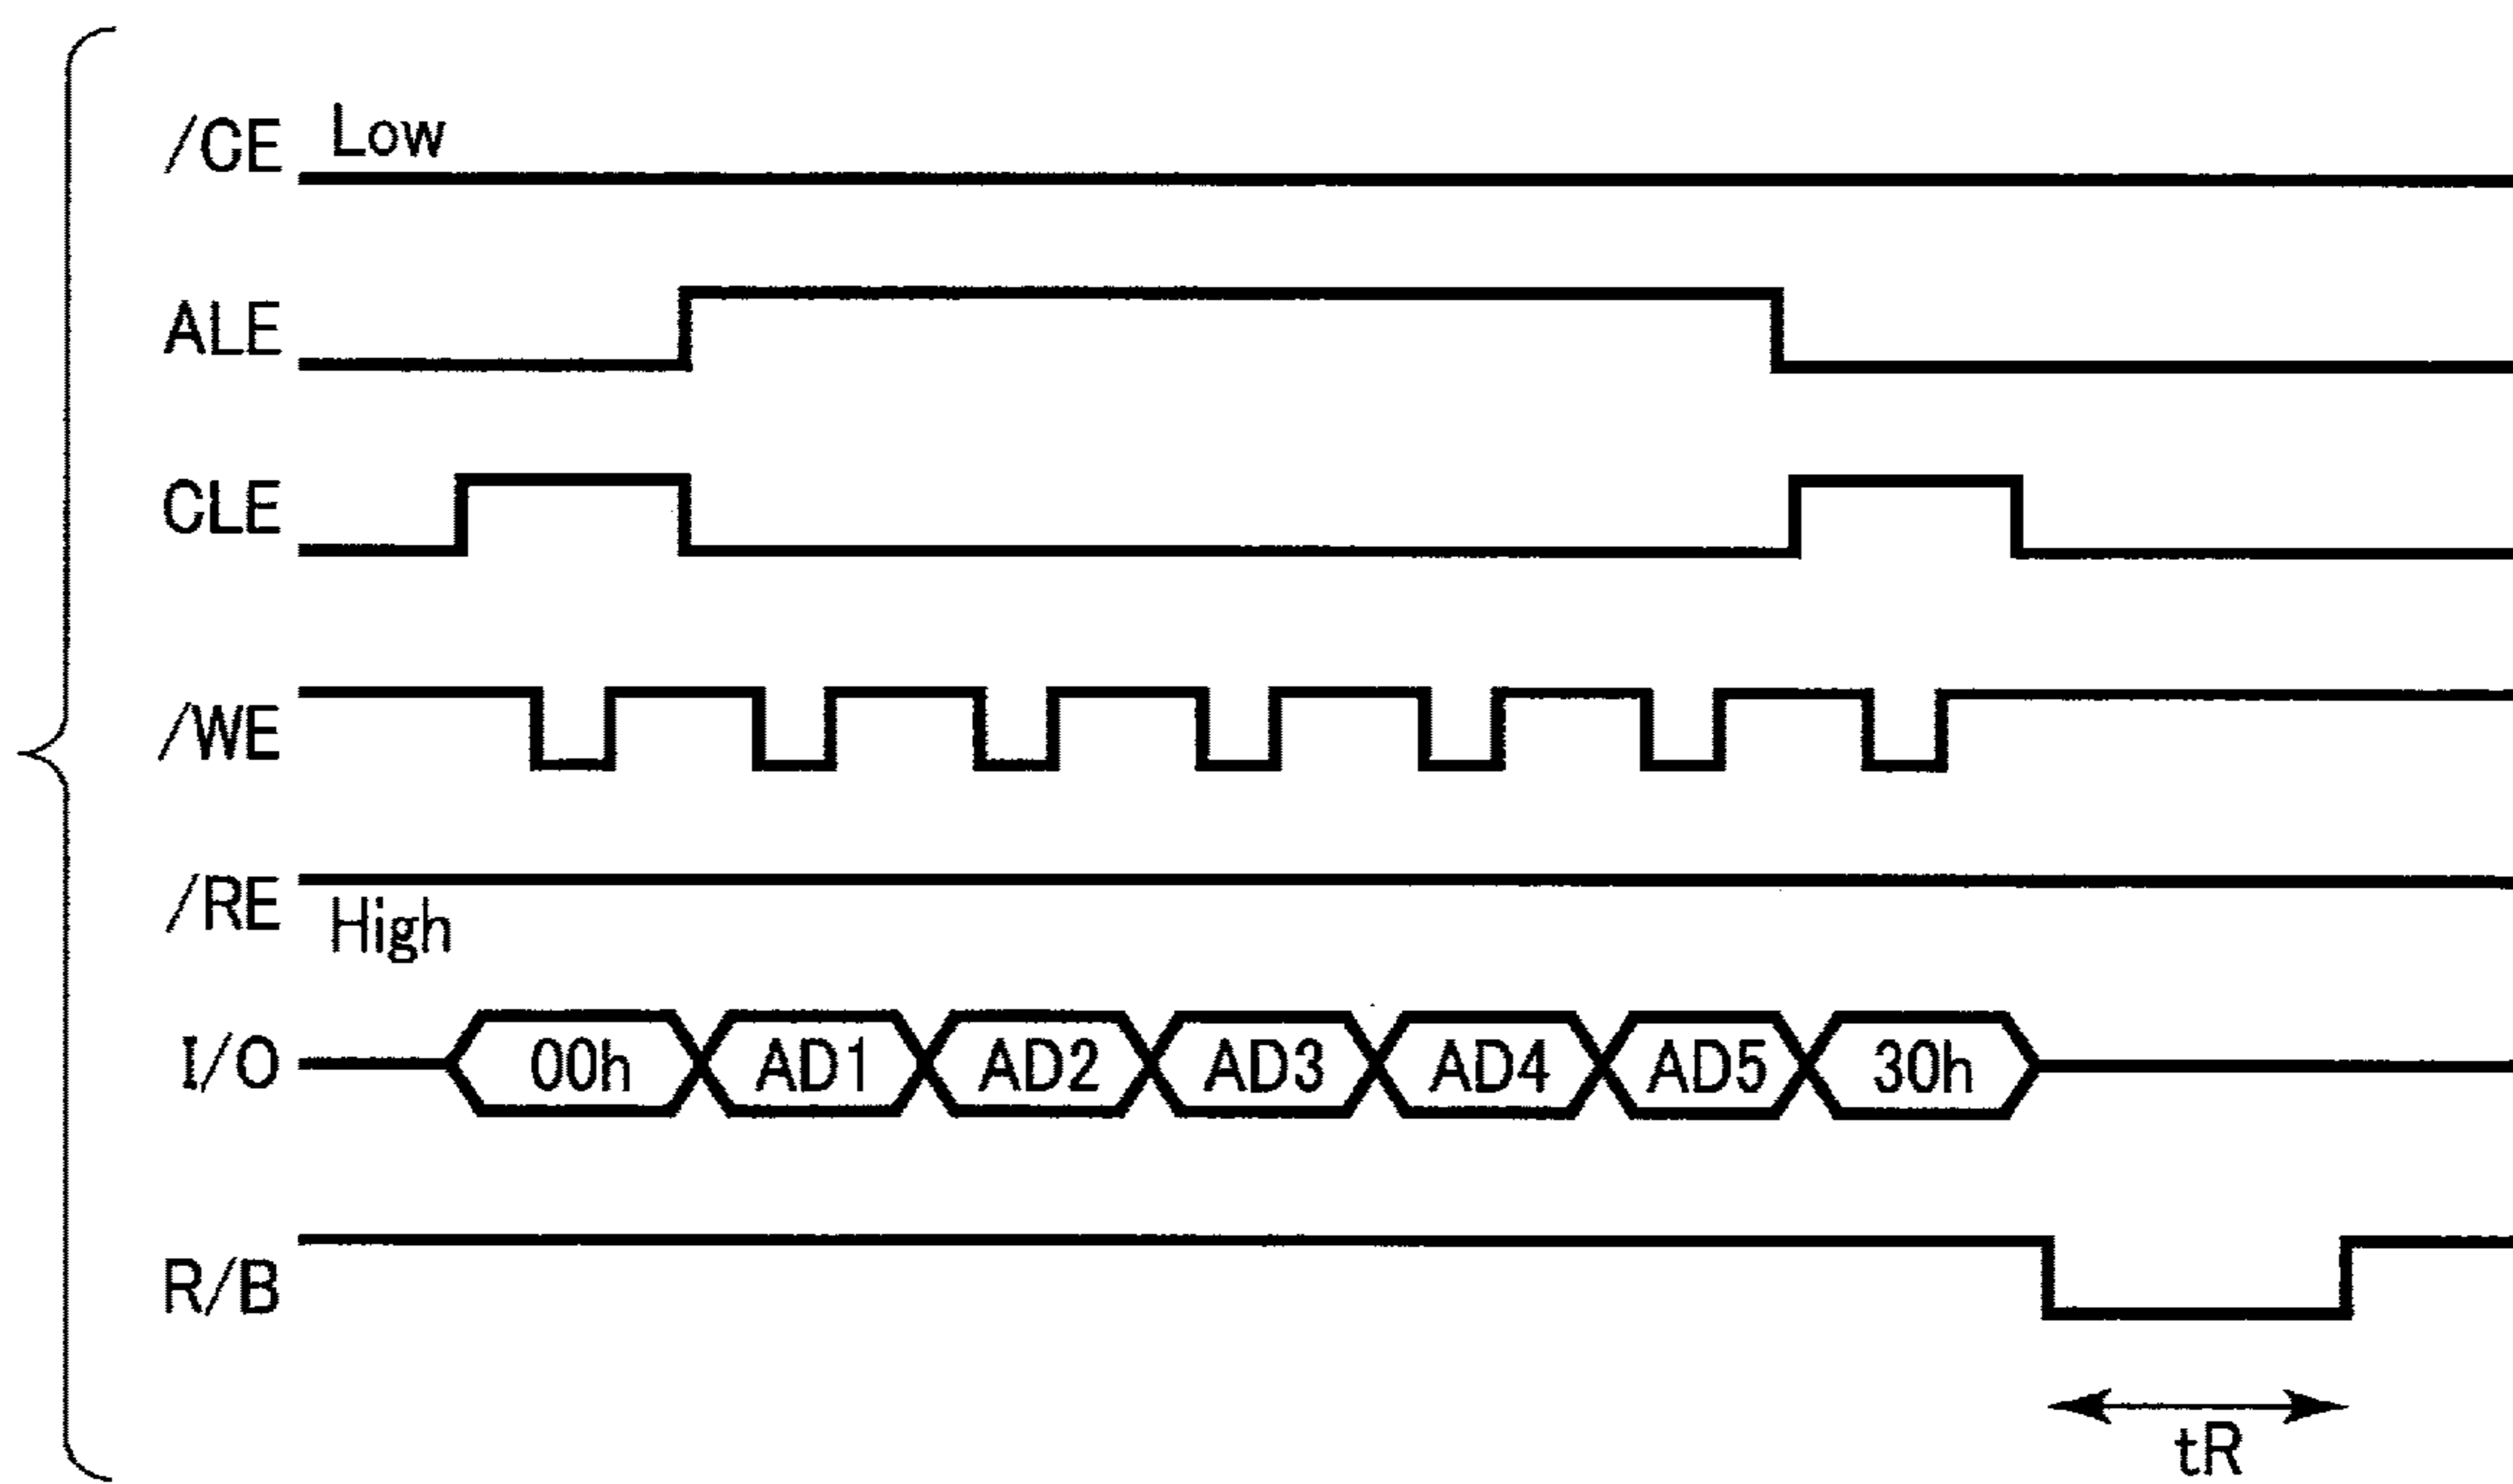 /CE Low
ALE
CLE
/WE
/RE
High
I/O 00h AD1 AD2 AD3 AD4 AD5 30h
R/B
tR